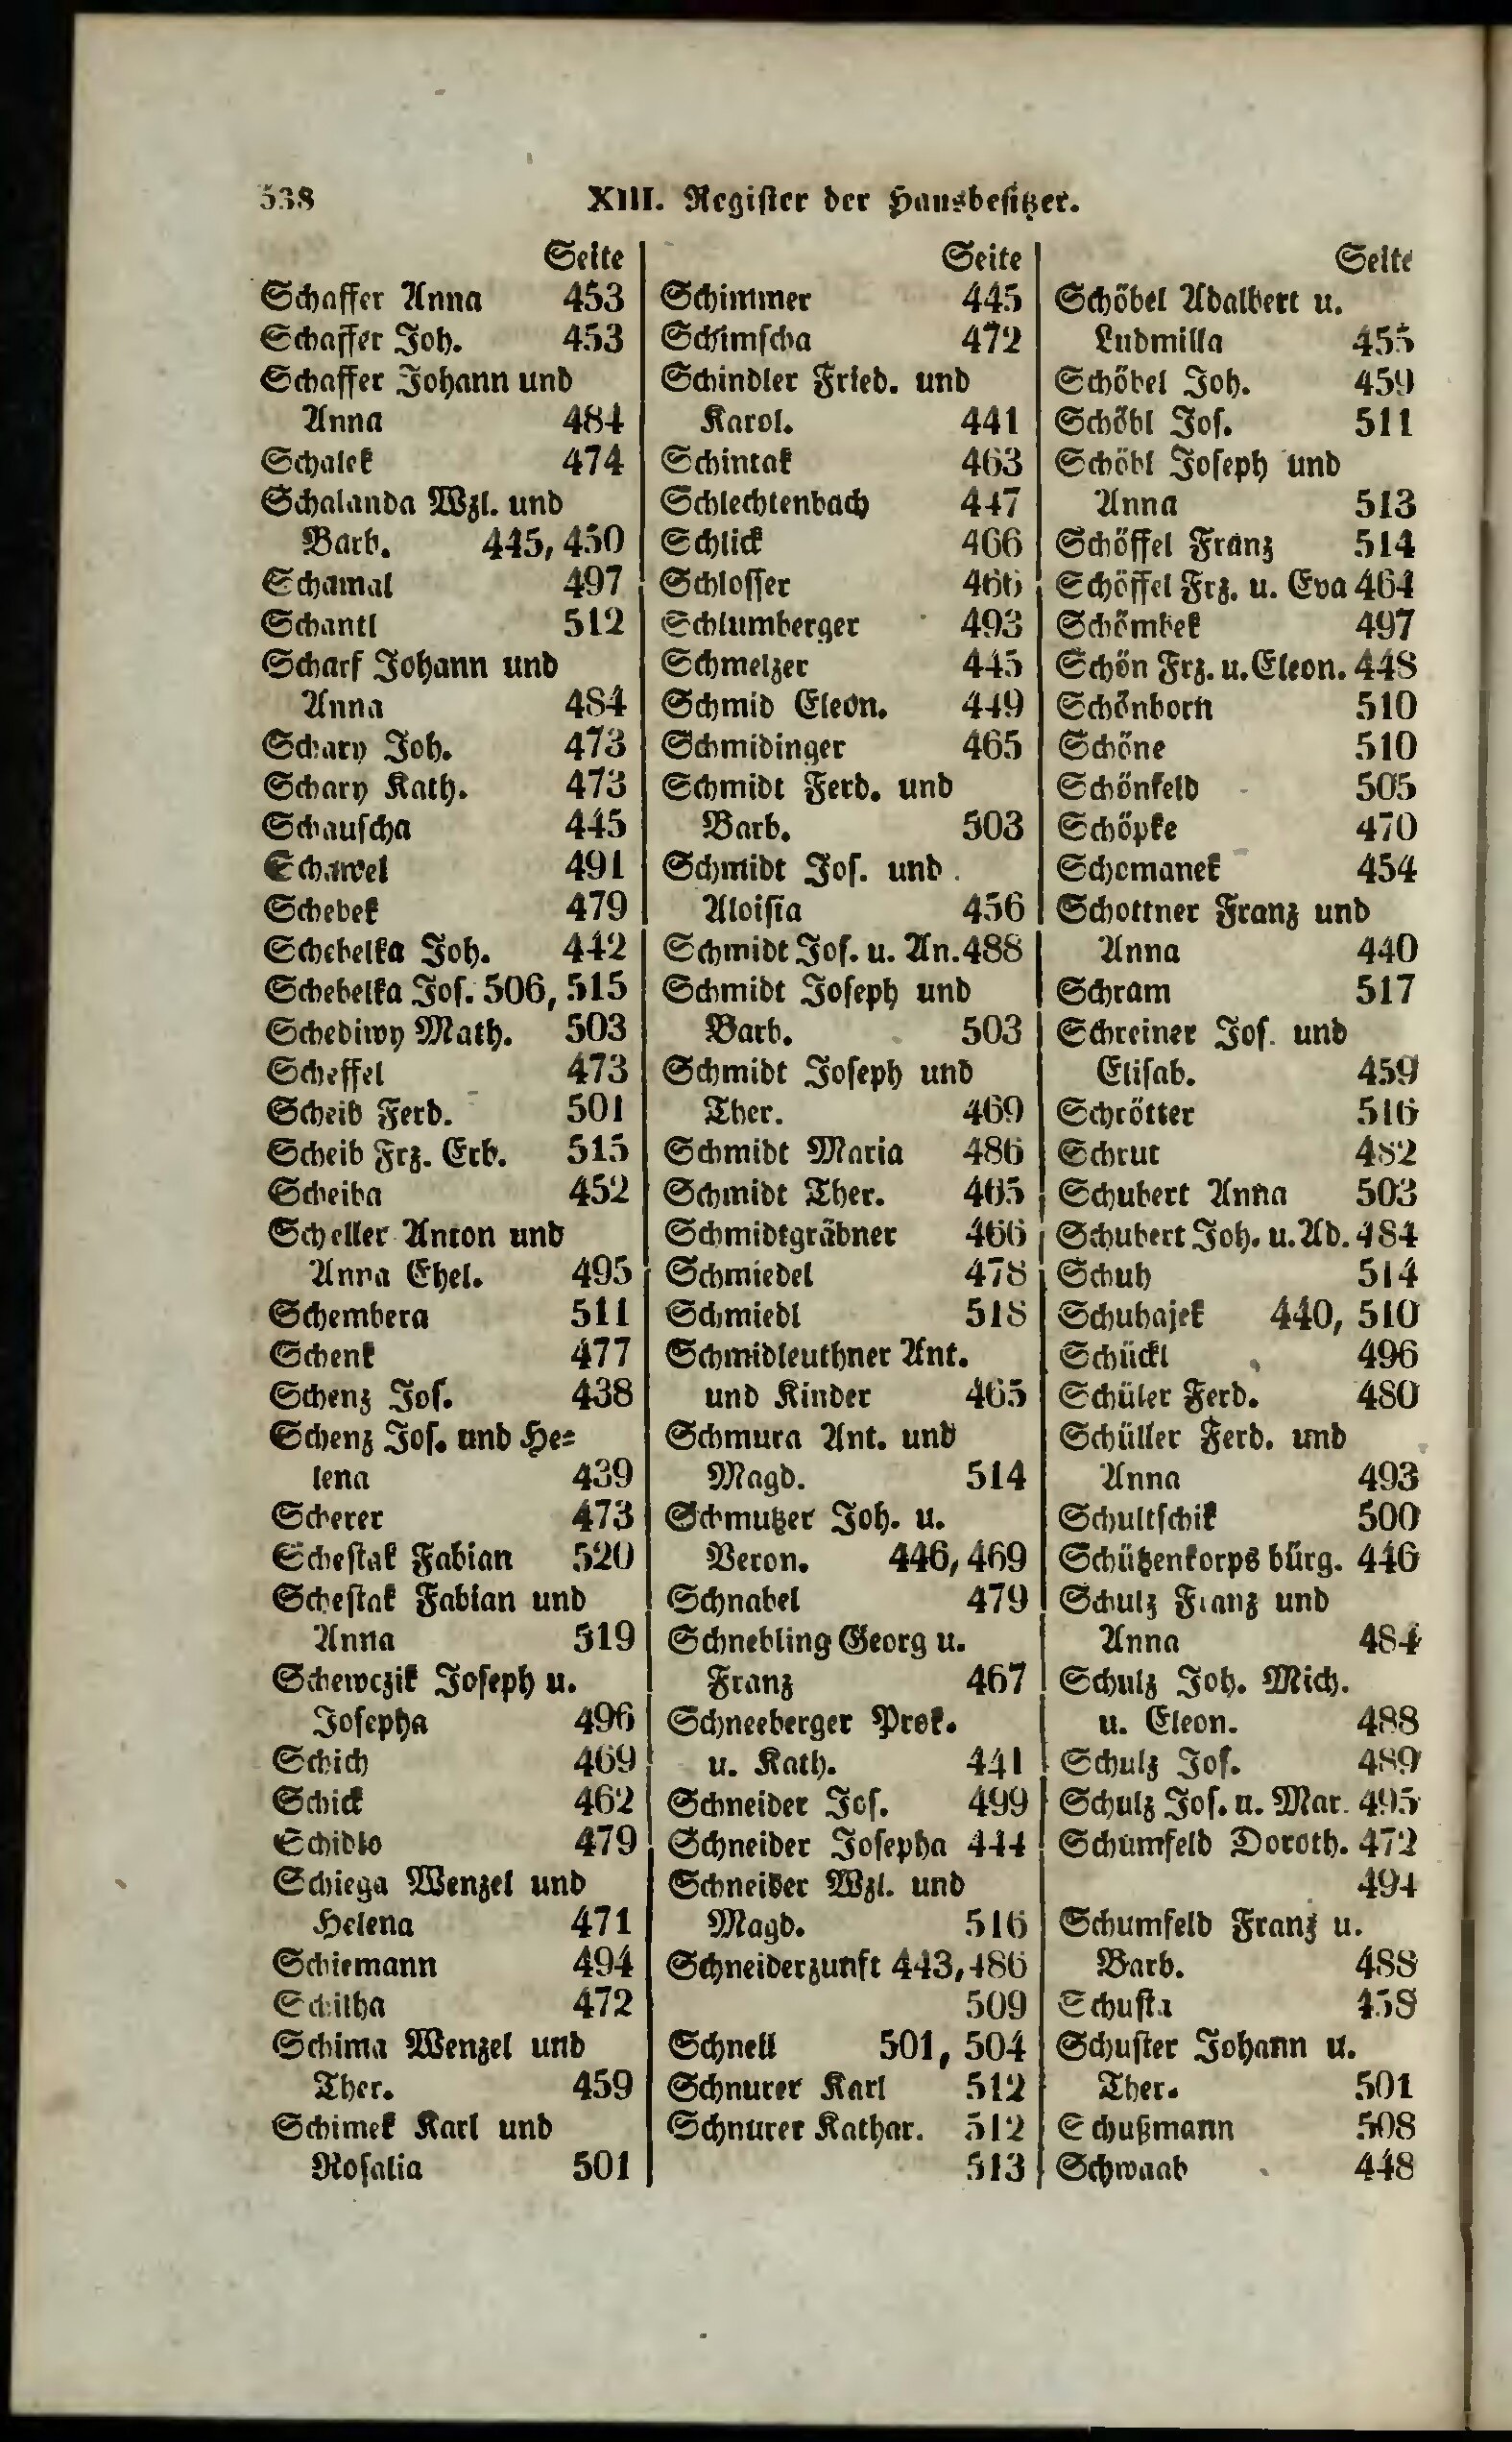 538
XIII. Register der Hausbesitzer.
Seite
Schaffer Anna 453
Schaffer Joh. 453
Schaffer Johann und
Anna 484
Schalek 474
Schalanda Wzl. und
Barb. 445, 450
Schamal 497
Schantl 512
Scharf Johann und
Anna 484
Schary Joh. 473
Schary Kath. 473
Schauscha 445
Schawel 491
Schebek 479
Schebelka Joh. 442
Schebelka Jos. 506, 515
Schediwy Math. 503
Scheffel 473
Scheib Ferd. 501
Scheib Frz. Erb. 515
Scheiba 452
Scheller Anton und
Anna Ehel. 495
Schembera 511
Schenk 477
Schenz Jos. 438
Schenz Jos. und He=
lena 439
Scherer 473
Schestak Fabian 520
Schestak Fabian und
Anna 519
Schewczik Joseph u.
Josepha 496
Schich 469
Schick 462
Schidlo 479
Schiega Wenzel und
Helena 471
Schiemann 494
Schilha 472
Schima Wenzel und
Ther. 459
Schimek Karl und
Rosalia 501
Seite
Schimmer 445
Schimscha 472
Schindler Fried. und
Karol. 441
Schintak 463
Schlechtenbach 447
Schlick 466
Schlosser 466
Schlumberger 493
Schmelzer 445
Schmid Eleon. 449
Schmidinger 465
Schmidt Ferd. und
Barb. 503
Schmidt Jos. und
Aloisia 456
Schmidt Jos. u. An. 488
Schmidt Joseph und
Barb. 503
Schmidt Joseph und
Ther. 469
Schmidt Maria 486
Schmidt Ther. 465
Schmidtgräbner 466
Schmiedel 478
Schmiedl 518
Schmidleuthner Ant.
und Kinder 465
Schmura Ant. und
Magd. 514
Schmutzer Joh. u.
Veron. 446, 469
Schnabel 479
Schnebling Georg u.
Franz 467
Schneeberger Prok.
u. Kath. 441
Schneider Jos. 499
Schneider Josepha 444
Schneider Wzl. und
Magd. 516
Schneiderzunft 443, 486
509
Schnell 501, 504
Schnurer Karl 512
Schnurer Kathar. 512
513
Seite
Schöbel Adalbert u.
Ludmilla 455
Schöbel Joh. 459
Schöbl Jos. 511
Schöbl Joseph und
Anna 513
Schöffel Franz 514
Schöffel Frz. u. Eva 464
Schömbek 497
Schön Frz. u. Eleon. 448
Schönborn 510
Schöne 510
Schönfeld 505
Schöpke 470
Schomanek 454
Schottner Franz und
Anna 440
Schram 517
Schreiner Jos. und
Elisab. 459
Schrötter 516
Schrut 482
Schubert Anna 503
Schubert Joh. u. Ad. 484
Schuh 514
Schuhajek 440, 510
Schückl 496
Schüler Ferd. 480
Schüller Ferd. und
Anna 493
Schultschik 500
Schützenkorps bürg. 446
Schulz Franz und
Anna 484
Schulz Joh. Mich.
u. Eleon. 488
Schulz Jos. 489
Schulz Jos. u. Mar. 495
Schumfeld Doroth. 472
494
Schumfeld Franz u.
Barb. 488
Schusta 458
Schuster Johann u.
Ther. 501
Schußmann 508
Schwaab 448